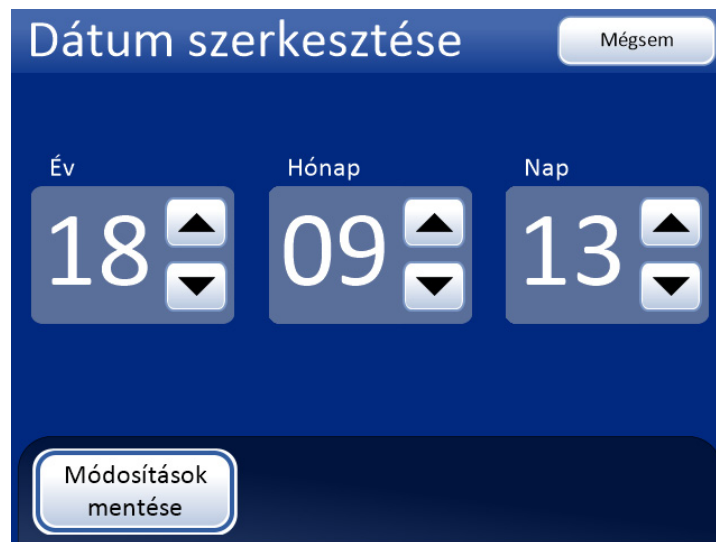 Dátum szerkesztése
Mégsem
Év
Hónap
Nap
18
09
13
Módosítások
mentése